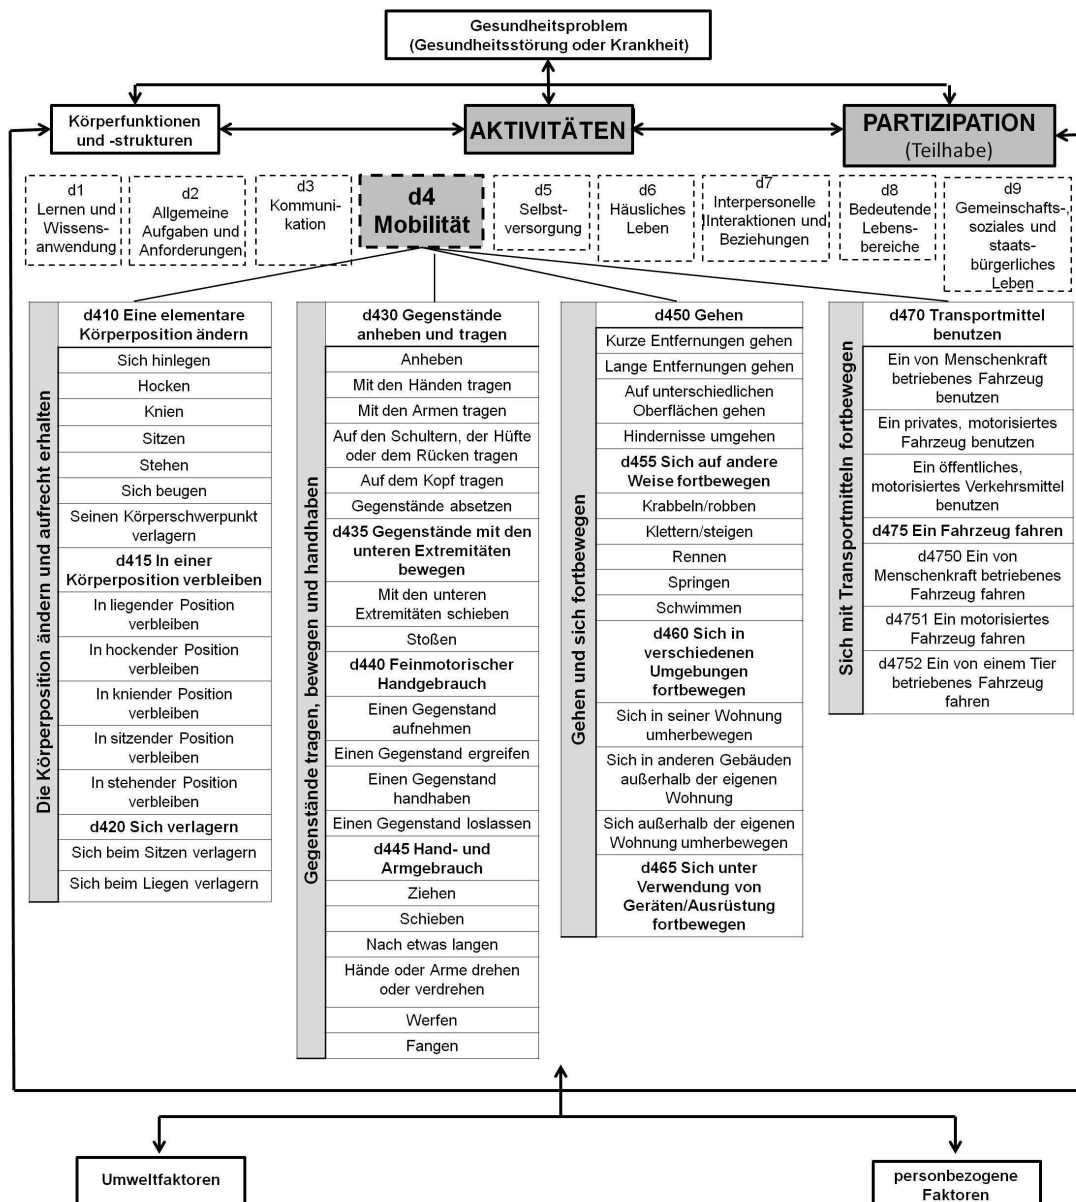 Gesundheitsproblem
(Gesundheitsstörung oder Krankheit)
Körperfunktionen
und -strukturen
AKTIVITÄTEN
PARTIZIPATION
(Teilhabe)
d1
Lernen und
Wissens-
anwendung
d2
Allgemeine
Aufgaben und
Anforderungen
d3
Kommuni-
kation
d4
Mobilität
d5
Selbst-
versorgung
d6
Häusliches
Leben
d7
Interpersonelle
Interaktionen und
Beziehungen
d8
Bedeutende
Lebens-
bereiche
d9
Gemeinschafts-,
soziales und
staats-
bürgerliches
Leben
Die Körperposition ändern und aufrecht erhalten
d410 Eine elementare
Körperposition ändern
Sich hinlegen
Hocken
Knien
Sitzen
Stehen
Sich beugen
Seinen Körperschwerpunkt
verlagern
d415 In einer
Körperposition verbleiben
In liegender Position
verbleiben
In hockender Position
verbleiben
In kniender Position
verbleiben
In sitzender Position
verbleiben
In stehender Position
verbleiben
d420 Sich verlagern
Sich beim Sitzen verlagern
Sich beim Liegen verlagern
Gegenstände tragen, bewegen und handhaben
d430 Gegenstände
anheben und tragen
Anheben
Mit den Händen tragen
Mit den Armen tragen
Auf den Schultern, der Hüfte
oder dem Rücken tragen
Auf dem Kopf tragen
Gegenstände absetzen
d435 Gegenstände mit den
unteren Extremitäten
bewegen
Mit den unteren
Extremitäten schieben
Stoßen
d440 Feinmotorischer
Handgebrauch
Einen Gegenstand
aufnehmen
Einen Gegenstand ergreifen
Einen Gegenstand
handhaben
Einen Gegenstand loslassen
d445 Hand- und
Armgebrauch
Ziehen
Schieben
Nach etwas langen
Hände oder Arme drehen
oder verdrehen
Werfen
Fangen
Gehen und sich fortbewegen
d450 Gehen
Kurze Entfernungen gehen
Lange Entfernungen gehen
Auf unterschiedlichen
Oberflächen gehen
Hindernisse umgehen
d455 Sich auf andere
Weise fortbewegen
Krabbeln/robben
Klettern/steigen
Rennen
Springen
Schwimmen
d460 Sich in
verschiedenen
Umgebungen
fortbewegen
Sich in seiner Wohnung
umherbewegen
Sich in anderen Gebäuden
außerhalb der eigenen
Wohnung
Sich außerhalb der eigenen
Wohnung umherbewegen
d465 Sich unter
Verwendung von
Geräten/Ausrüstung
fortbewegen
Sich mit Transportmitteln fortbewegen
d470 Transportmittel
benutzen
Ein von Menschenkraft
betriebenes Fahrzeug
benutzen
Ein privates, motorisiertes
Fahrzeug benutzen
Ein öffentliches,
motorisiertes Verkehrsmittel
benutzen
d475 Ein Fahrzeug fahren
d4750 Ein von
Menschenkraft betriebenes
Fahrzeug fahren
d4751 Ein motorisiertes
Fahrzeug fahren
d4752 Ein von einem Tier
betriebenes Fahrzeug
fahren
Umweltfaktoren
personbezogene
Faktoren